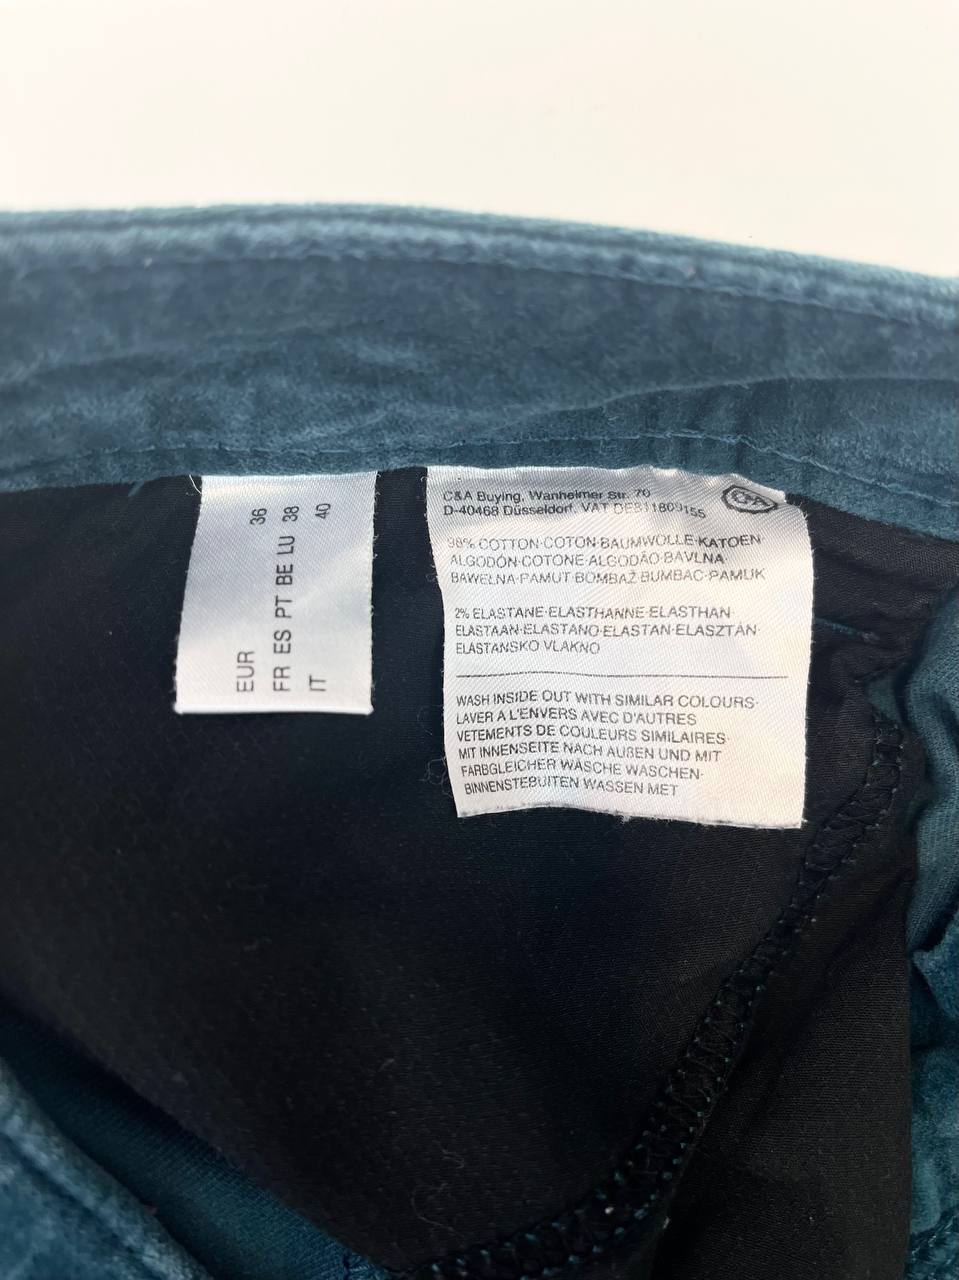 EUR 36
FR ES PT BE LU 38
IT 40
C&A Buying, Wanheimer Str. 70
D-40468 Düsseldorf, VAT DE811809155
C&A
98% COTTON·COTON·BAUMWOLLE·KATOEN·
ALGODÓN·COTONE·ALGODÃO·BAVLNA·
BAWEŁNA·PAMUT·BOMBAŽ·BUMBAC·PAMUK
2% ELASTANE·ELASTHANNE·ELASTHAN·
ELASTAAN·ELASTANO·ELASTAN·ELASZTÁN·
ELASTANSKO VLAKNO
WASH INSIDE OUT WITH SIMILAR COLOURS·
LAVER A L'ENVERS AVEC D'AUTRES
VETEMENTS DE COULEURS SIMILAIRES·
MIT INNENSEITE NACH AUßEN UND MIT
FARBGLEICHER WÄSCHE WASCHEN·
BINNENSTEBUITEN WASSEN MET